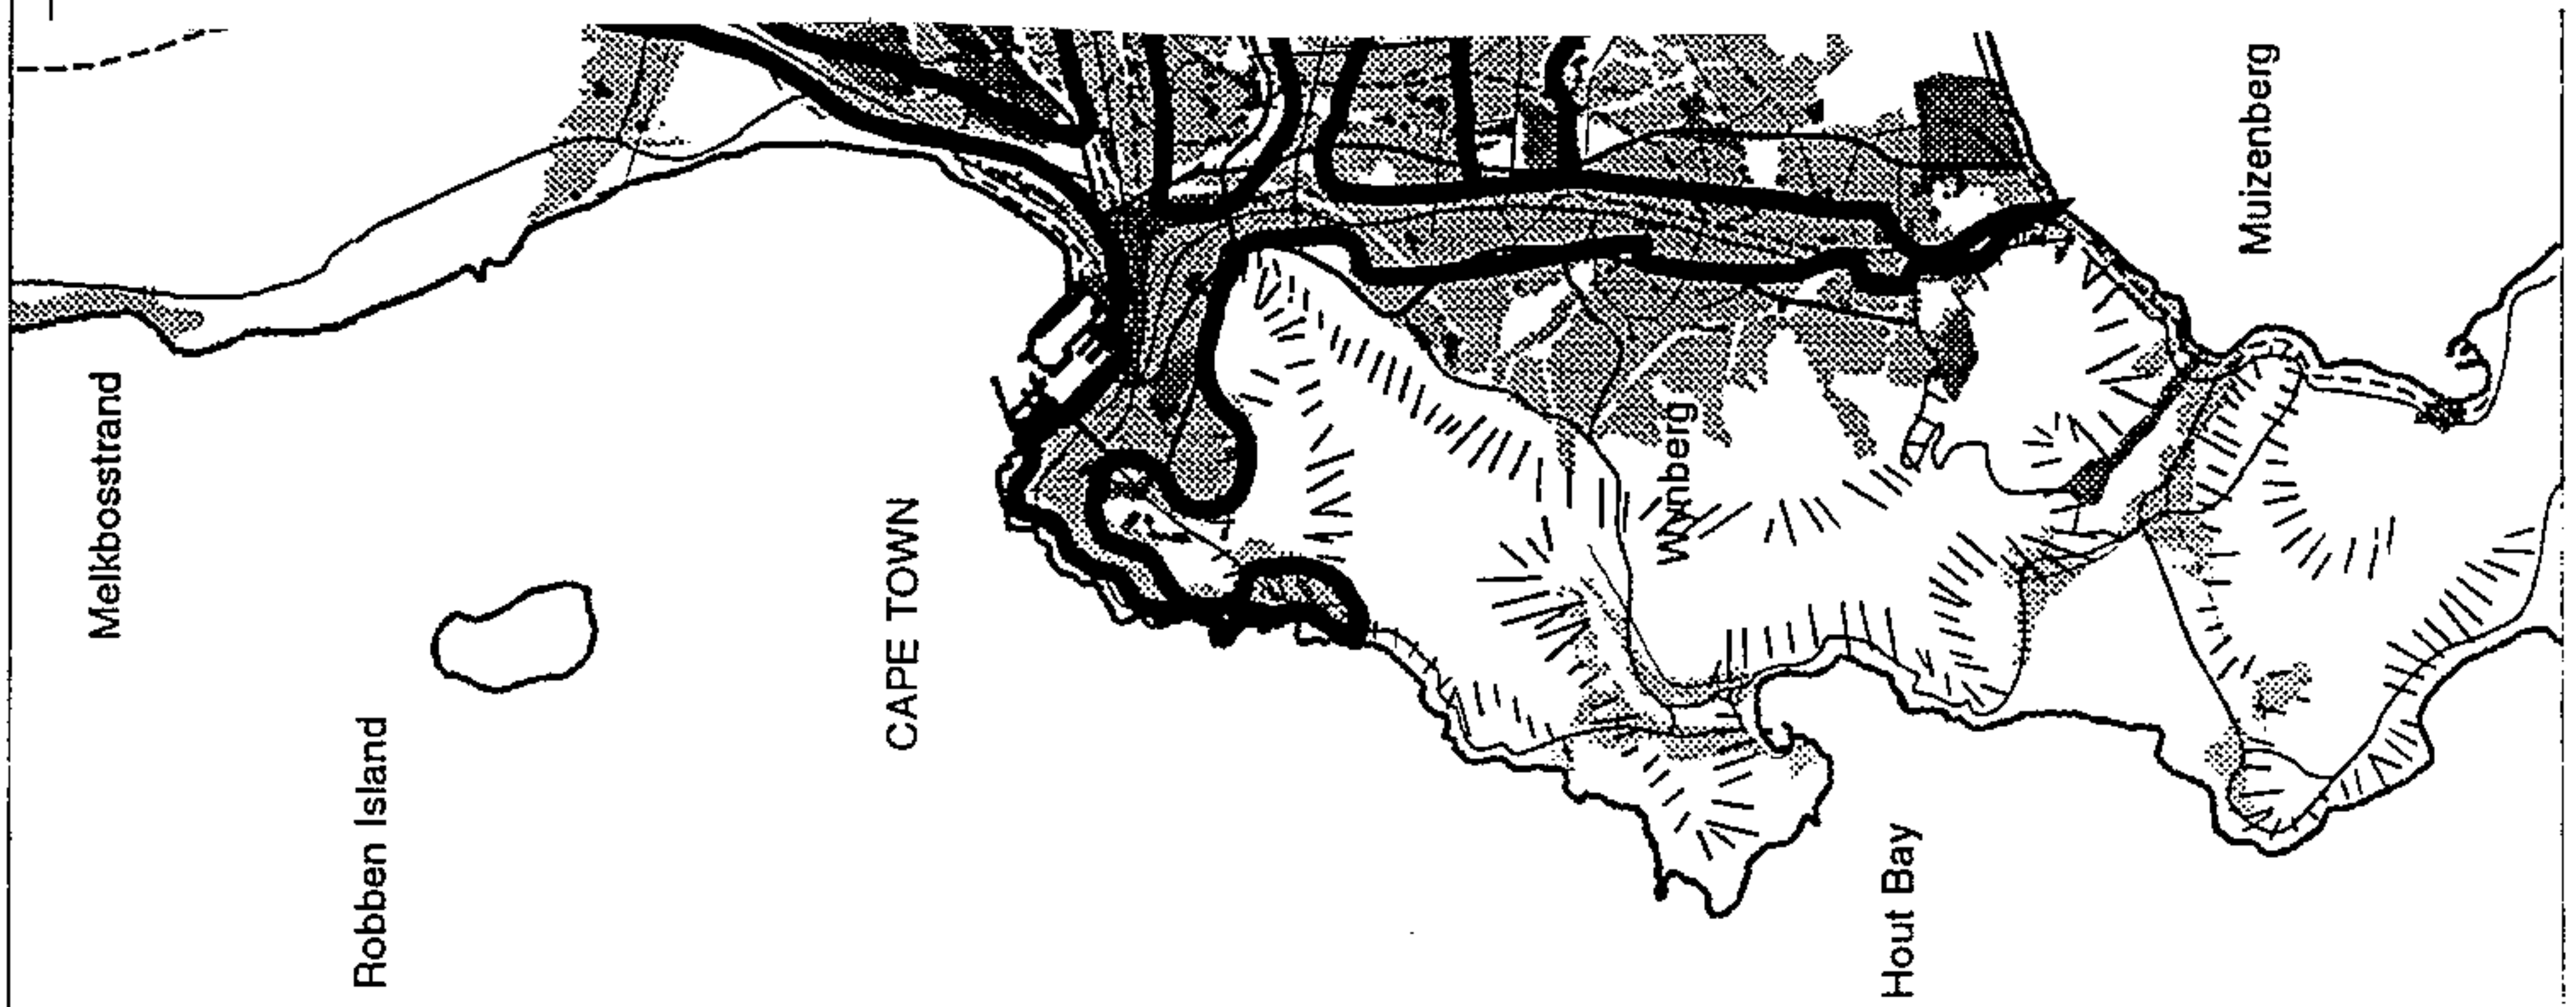 Melkbosstrand
Robben Island
CAPE TOWN
Wynberg
Hout Bay
Muizenberg